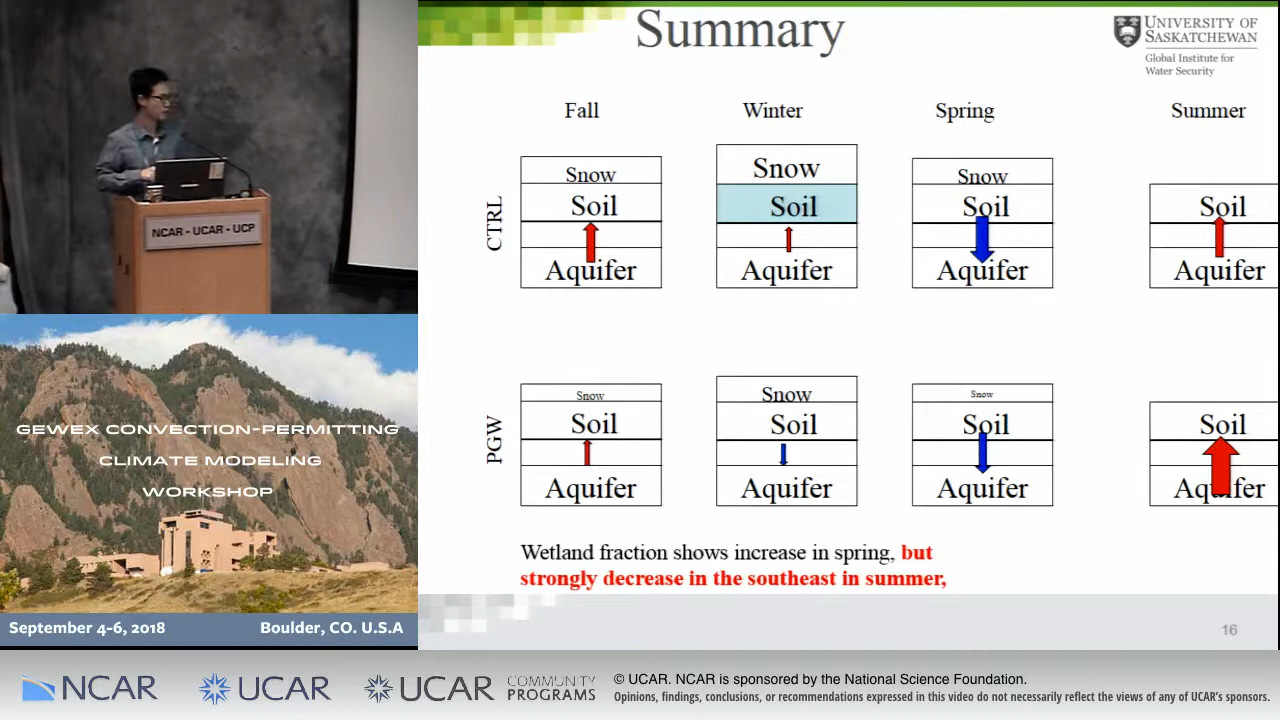 Summary
UNIVERSITY OF
SASKATCHEWAN
Global Institute for
Water Security
Fall
Winter
Spring
Summer
CTRL
Snow
Soil
Aquifer
Snow
Soil
Aquifer
Snow
Soil
Aquifer
Soil
Aquifer
PGW
Snow
Soil
Aquifer
Snow
Soil
Aquifer
Snow
Soil
Aquifer
Soil
Aquifer
Wetland fraction shows increase in spring, but
strongly decrease in the southeast in summer,
16
NCAR - UCAR - UCP
GEWEX CONVECTION-PERMITTING
CLIMATE MODELING
WORKSHOP
September 4-6, 2018
Boulder, CO. U.S.A
NCAR
UCAR
UCAR
COMMUNITY
PROGRAMS
© UCAR. NCAR is sponsored by the National Science Foundation.
Opinions, findings, conclusions, or recommendations expressed in this video do not necessarily reflect the views of any of UCAR's sponsors.